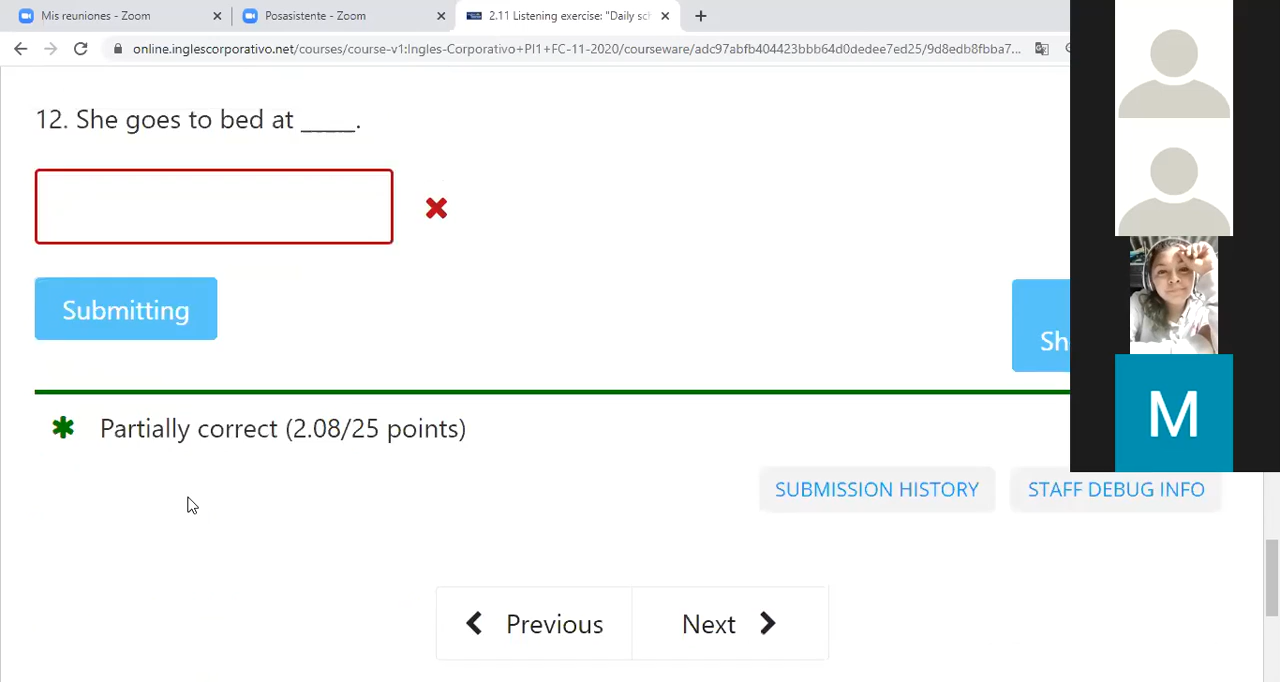 Mis reuniones - Zoom
Posasistente - Zoom
2.11 Listening exercise: "Daily sch
online.inglescorporativo.net/courses/course-v1:Ingles-Corporativo+PI1+FC-11-2020/courseware/adc97abfb404423bbb64d0dedee7ed25/9d8edb8fbba7...
12. She goes to bed at _____.
Submitting
Sh
Partially correct (2.08/25 points)
SUBMISSION HISTORY
STAFF DEBUG INFO
Previous
Next
M